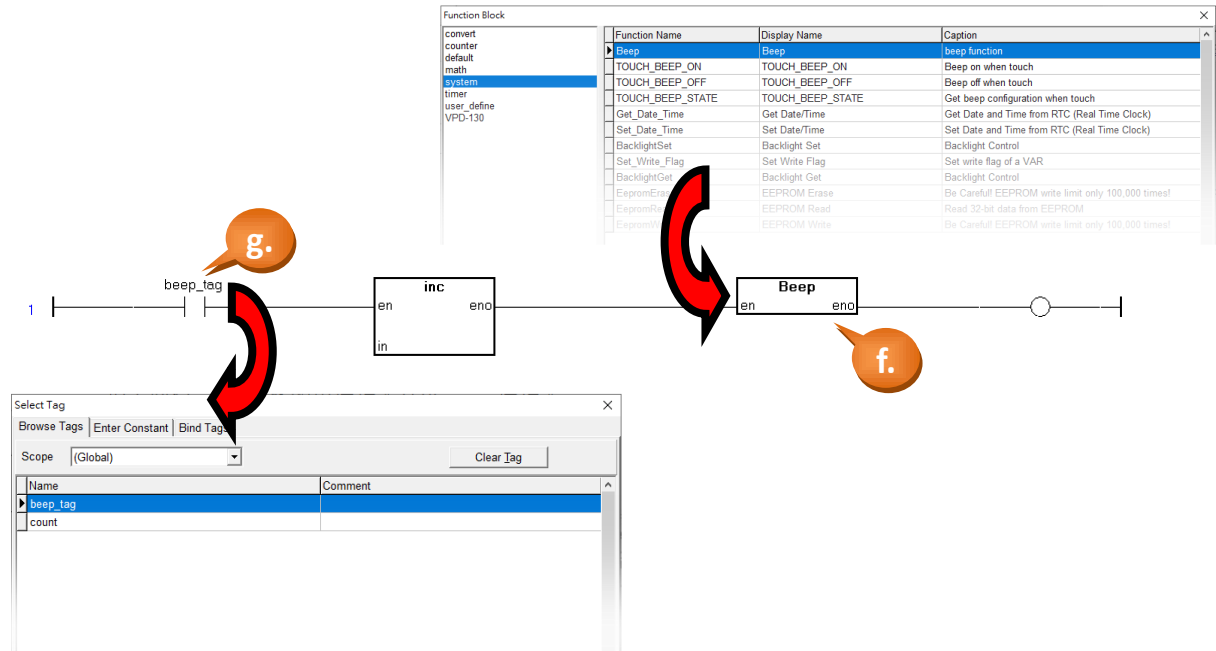 Function Block
convert
counter
default
math
system
timer
user_define
VPD-130
Function Name Display Name Caption
Beep Beep beep function
TOUCH_BEEP_ON TOUCH_BEEP_ON Beep on when touch
TOUCH_BEEP_OFF TOUCH_BEEP_OFF Beep off when touch
TOUCH_BEEP_STATE TOUCH_BEEP_STATE Get beep configuration when touch
Get_Date_Time Get Date/Time Get Date and Time from RTC (Real Time Clock)
Set_Date_Time Set Date/Time Set Date and Time from RTC (Real Time Clock)
BacklightSet Backlight Set Backlight Control
Set_Write_Flag Set Write Flag Set write flag of a VAR
BacklightGet Backlight Get Backlight Control
EEPROM Erase Be Careful! EEPROM write limit only 100,000 times!
EEPROM Read Read 32-bit data from EEPROM
EEPROM Write Be Careful! EEPROM write limit only 100,000 times!
g.
beep_tag
1
inc
en eno
in
Beep
en eno
f.
Select Tag
Browse Tags Enter Constant Bind Tags
Scope (Global) Clear Tag
Name Comment
beep_tag
count